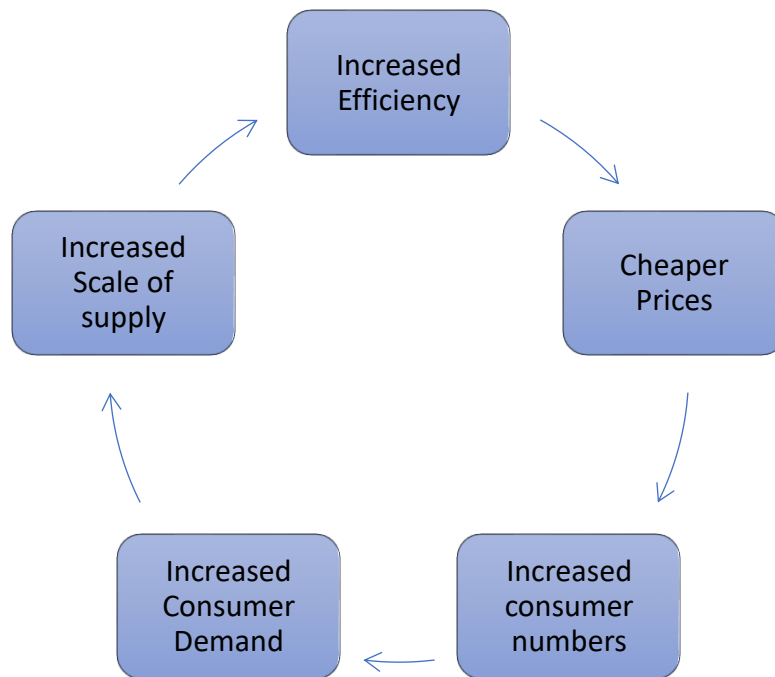 Increased
Efficiency
Cheaper
Prices
Increased
consumer
numbers
Increased
Consumer
Demand
Increased
Scale of
supply